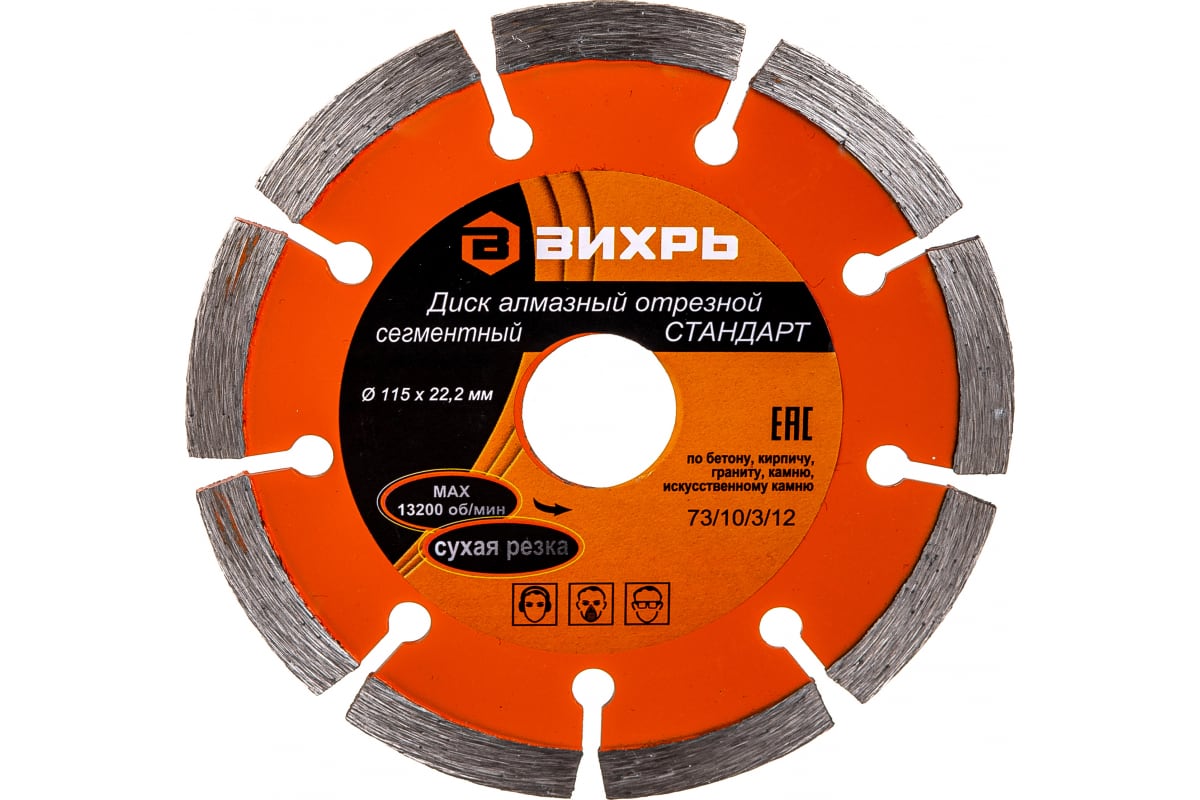 ВИХРЬ
Диск алмазный отрезной
сегментный СТАНДАРТ
Ø 115 x 22,2 мм
EAC
по бетону, кирпичу,
граниту, камню,
искусственному камню
MAX
13200 об/мин
73/10/3/12
сухая резка